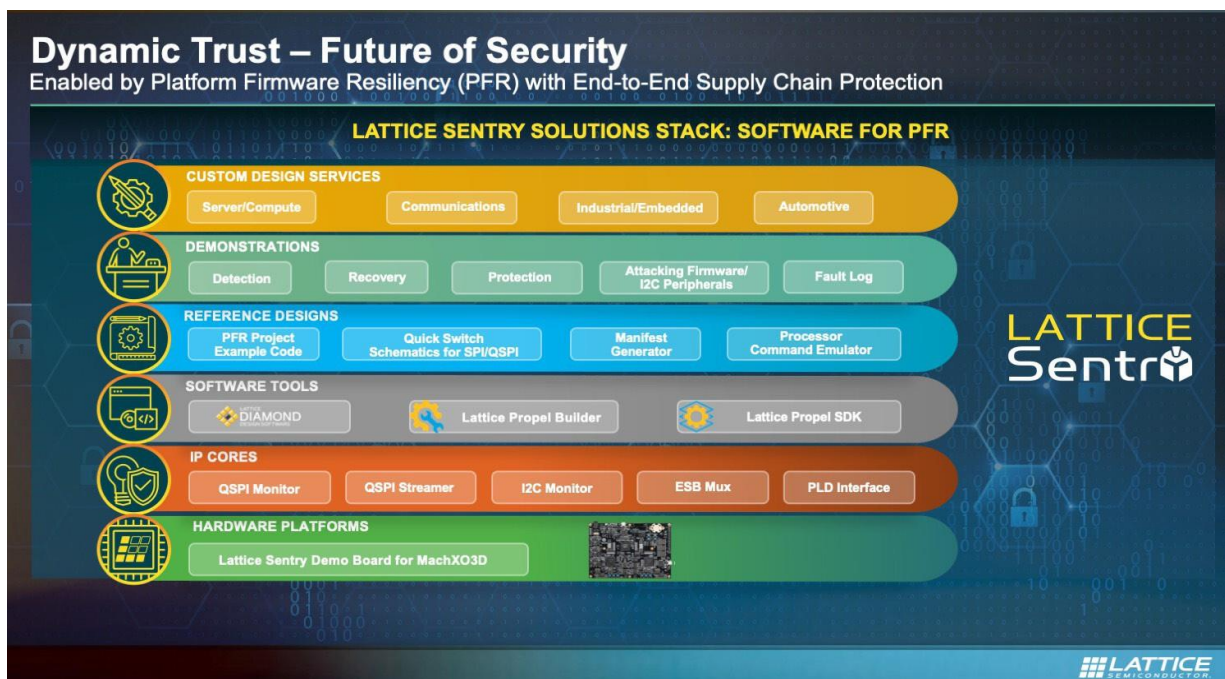 Dynamic Trust – Future of Security
Enabled by Platform Firmware Resiliency (PFR) with End-to-End Supply Chain Protection
LATTICE SENTRY SOLUTIONS STACK: SOFTWARE FOR PFR
CUSTOM DESIGN SERVICES
Server/Compute
Communications
Industrial/Embedded
Automotive
DEMONSTRATIONS
Detection
Recovery
Protection
Attacking Firmware/
I2C Peripherals
Fault Log
REFERENCE DESIGNS
PFR Project
Example Code
Quick Switch
Schematics for SPI/QSPI
Manifest
Generator
Processor
Command Emulator
SOFTWARE TOOLS
LATTICE
DIAMOND
DESIGN SOFTWARE
Lattice Propel Builder
Lattice Propel SDK
IP CORES
QSPI Monitor
QSPI Streamer
I2C Monitor
ESB Mux
PLD Interface
HARDWARE PLATFORMS
Lattice Sentry Demo Board for MachXO3D
LATTICE
Sentry
LATTICE
SEMICONDUCTOR.